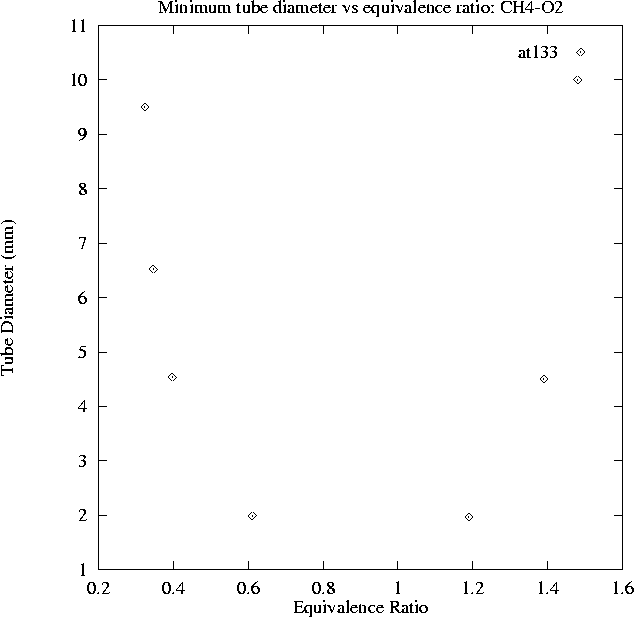 Minimum tube diameter vs equivalence ratio: CH4-O2
11
at133
10
9
8
7
Tube Diameter (mm)
6
5
4
3
2
1
0.2 0.4 0.6 0.8 1 1.2 1.4 1.6
Equivalence Ratio